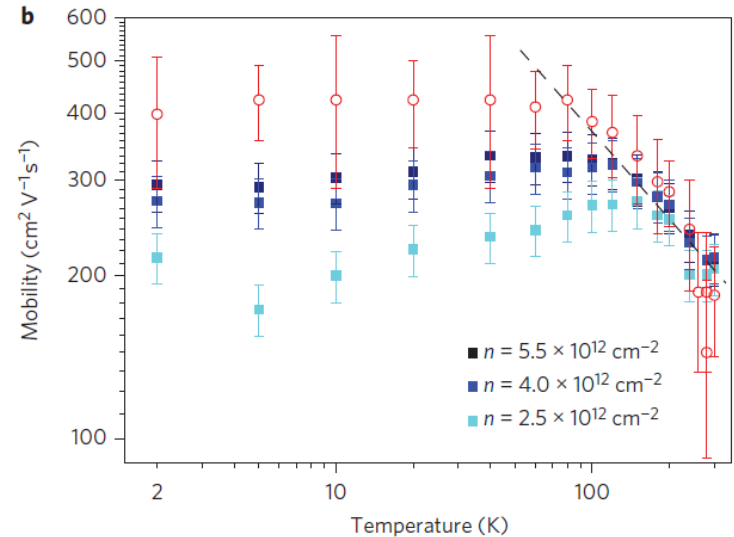 b
600
500
400
300
200
100
Mobility (cm² V⁻¹ s⁻¹)
n = 5.5 × 10¹² cm⁻²
n = 4.0 × 10¹² cm⁻²
n = 2.5 × 10¹² cm⁻²
2 10 100
Temperature (K)